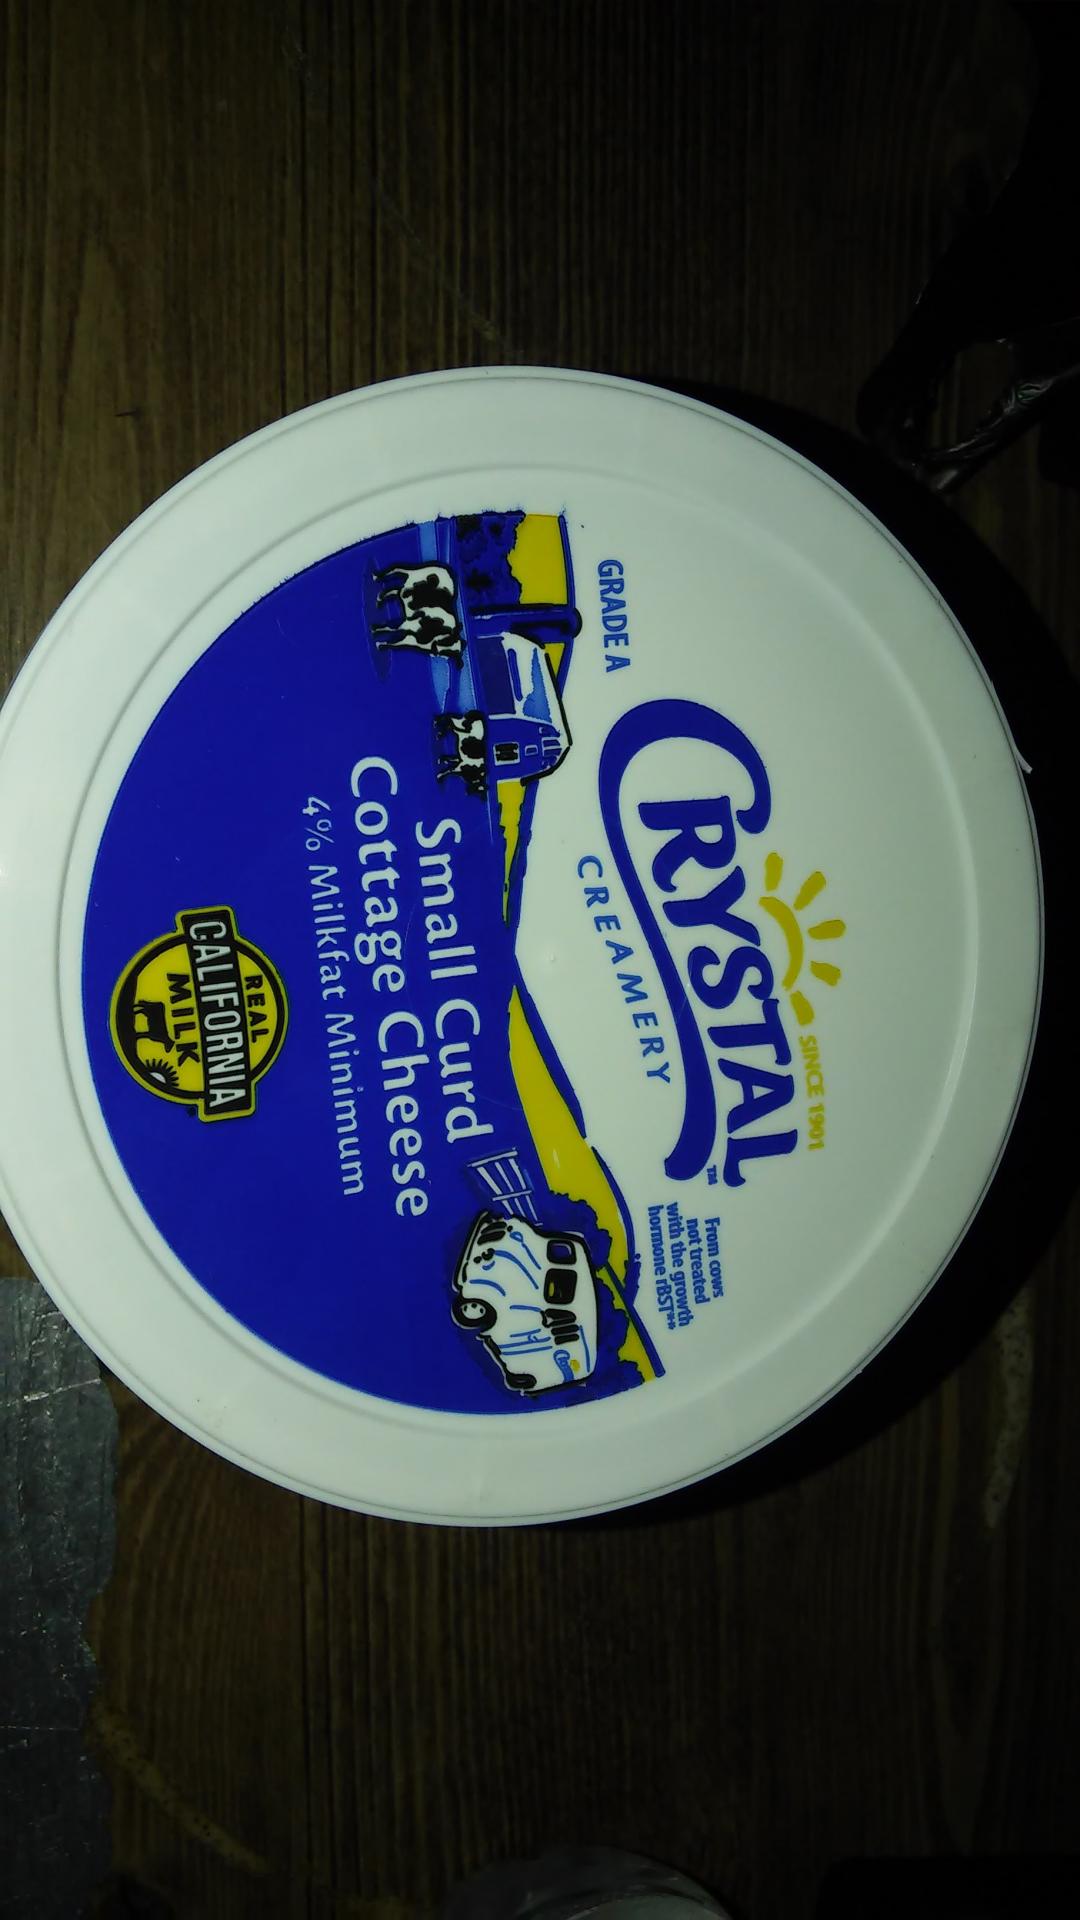 SINCE 1901
CRYSTAL™
CREAMERY
GRADE A
From cows
not treated
with the growth
hormone rBST**
Small Curd
Cottage Cheese
4% Milkfat Minimum
REAL
CALIFORNIA
MILK